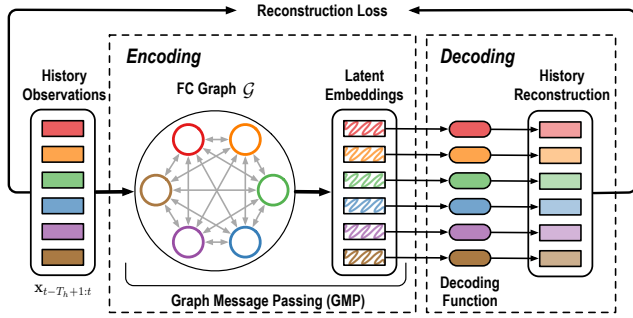 Reconstruction Loss
Encoding
Decoding
History
Observations
FC Graph 𝒢
Latent
Embeddings
History
Reconstruction
x_{t−T_h+1:t}
Graph Message Passing (GMP)
Decoding
Function